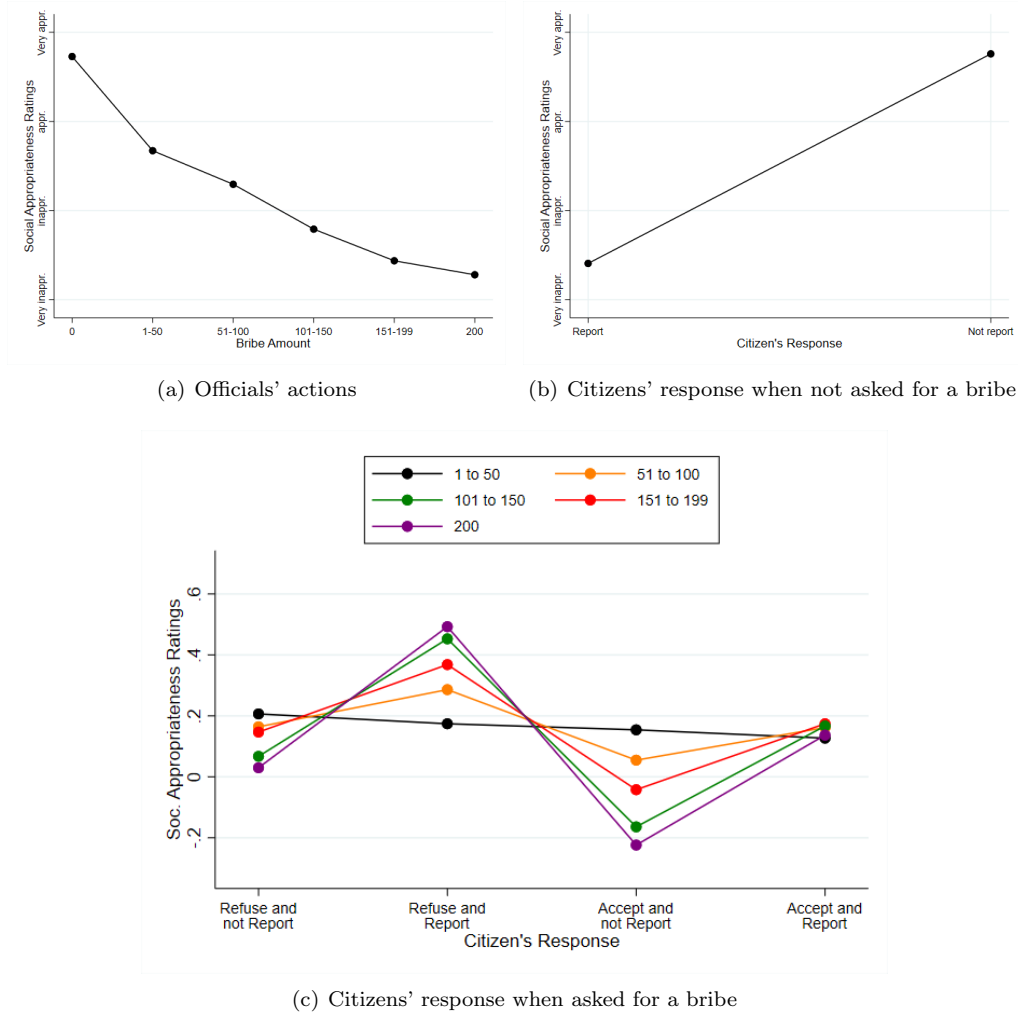 Social Appropriateness Ratings
Very appr.
appr.
inappr.
Very inappr.
0
1-50
51-100
101-150
151-199
200
Bribe Amount
(a) Officials' actions
Social Appropriateness Ratings
Very appr.
appr.
inappr.
Very inappr.
Report
Not report
Citizen's Response
(b) Citizens' response when not asked for a bribe
1 to 50
51 to 100
101 to 150
151 to 199
200
Soc. Appropriateness Ratings
.6
.4
.2
0
-.2
Refuse and
not Report
Refuse and
Report
Accept and
not Report
Accept and
Report
Citizen's Response
(c) Citizens' response when asked for a bribe